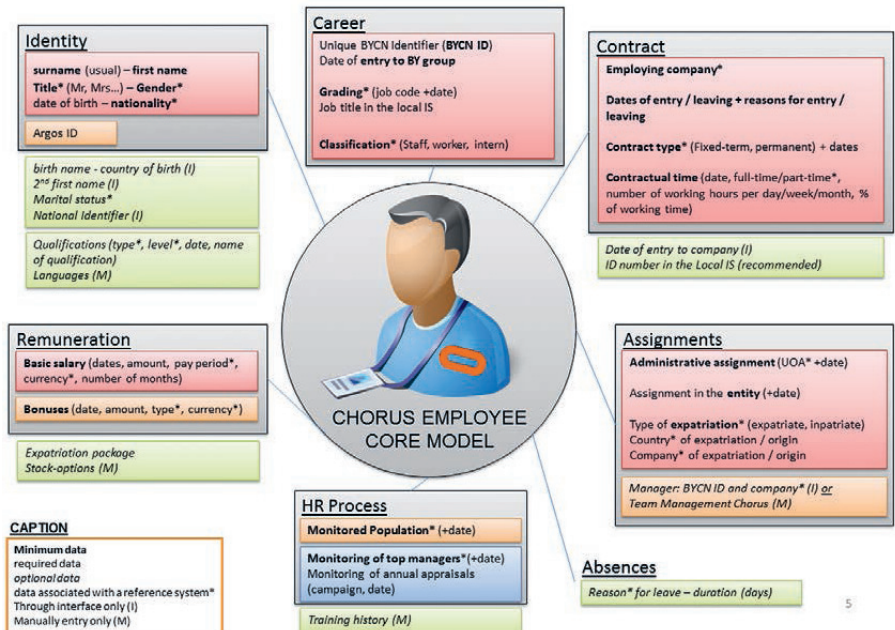 Identity
surname (usual) – first name
Title* (Mr, Mrs...) – Gender*
date of birth – nationality*
Argos ID
birth name - country of birth (I)
2nd first name (I)
Marital status*
National Identifier (I)
Qualifications (type*, level*, date, name
of qualification)
Languages (M)
Career
Unique BYCN Identifier (BYCN ID)
Date of entry to BY group
Grading* (job code +date)
Job title in the local IS
Classification* (Staff, worker, intern)
Contract
Employing company*
Dates of entry / leaving + reasons for entry /
leaving
Contract type* (Fixed-term, permanent) + dates
Contractual time (date, full-time/part-time*,
number of working hours per day/week/month, %
of working time)
Date of entry to company (I)
ID number in the Local IS (recommended)
Remuneration
Basic salary (dates, amount, pay period*,
currency*, number of months)
Bonuses (date, amount, type*, currency*)
Expatriation package
Stock-options (M)
CHORUS EMPLOYEE
CORE MODEL
Assignments
Administrative assignment (UOA* +date)
Assignment in the entity (+date)
Type of expatriation* (expatriate, inpatriate)
Country* of expatriation / origin
Company* of expatriation / origin
Manager: BYCN ID and company* (I) or
Team Management Chorus (M)
HR Process
Monitored Population* (+date)
Monitoring of top managers*(+date)
Monitoring of annual appraisals
(campaign, date)
Training history (M)
Absences
Reason* for leave – duration (days)
CAPTION
Minimum data
required data
optional data
data associated with a reference system*
Through interface only (I)
Manually entry only (M)
5